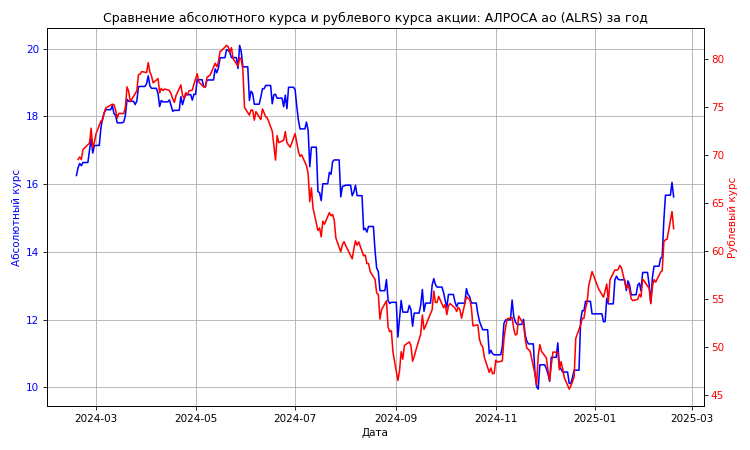 Сравнение абсолютного курса и рублевого курса акции: АЛРОСА ао (ALRS) за год
Абсолютный курс
20
18
16
14
12
10
80
75
70
65
60
55
50
45
Рублевый курс
2024-03 2024-05 2024-07 2024-09 2024-11 2025-01 2025-03
Дата